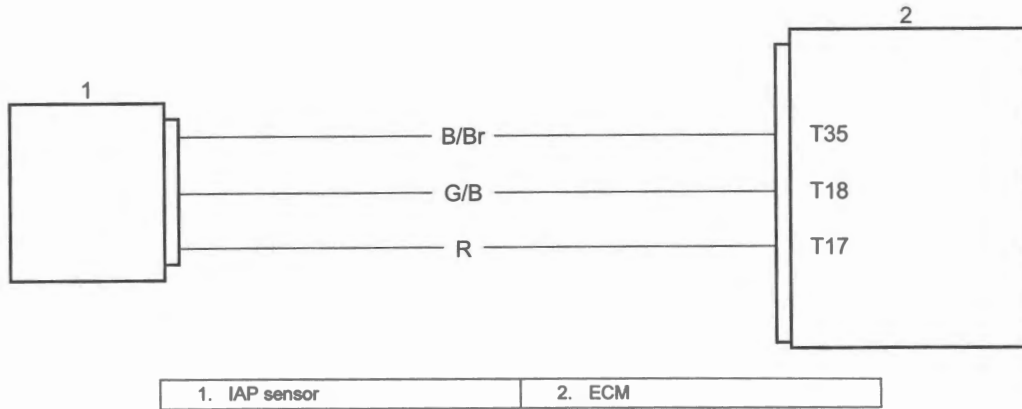 2
1
B/Br T35
G/B T18
R T17
1. IAP sensor 2. ECM